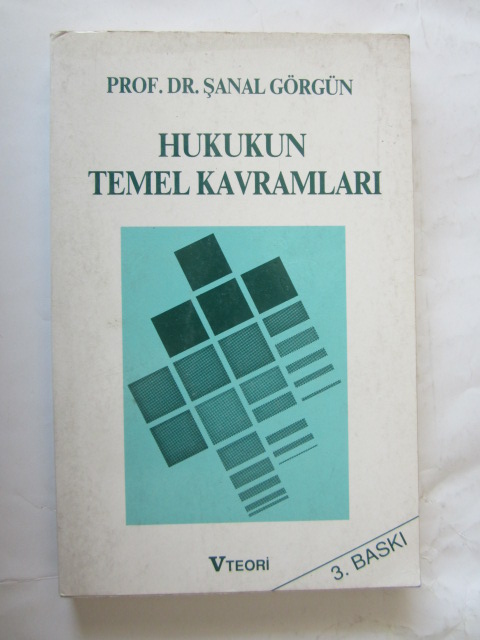 PROF. DR. ŞANAL GÖRGÜN
HUKUKUN
TEMEL KAVRAMLARI
VTEORİ
3. BASKI